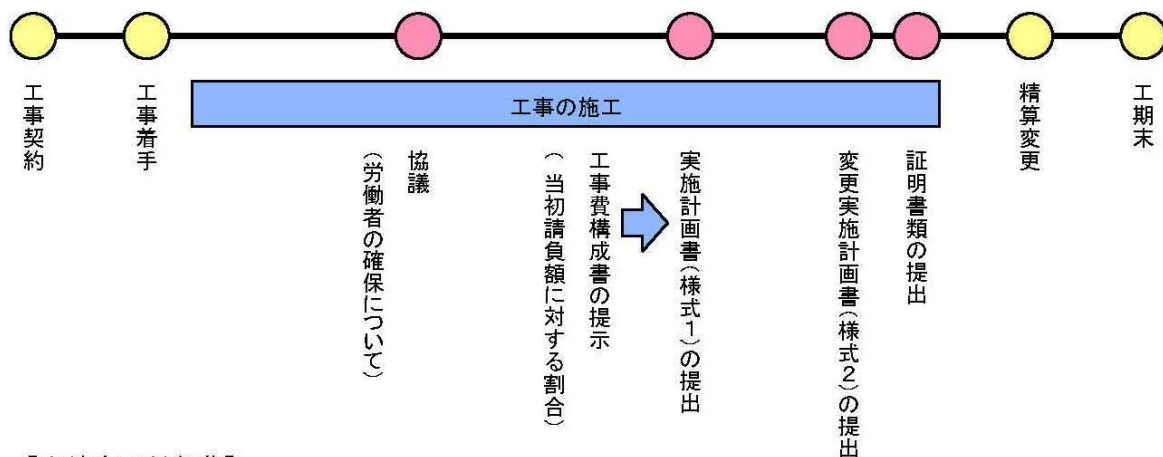 工事契約
工事着手
工事の施工
協議
(労働者の確保について)
工事費構成書の提示
(当初請負額に対する割合)
実施計画書(様式1)の提出
変更実施計画書(様式2)の提出
証明書類の提出
精算変更
工期末